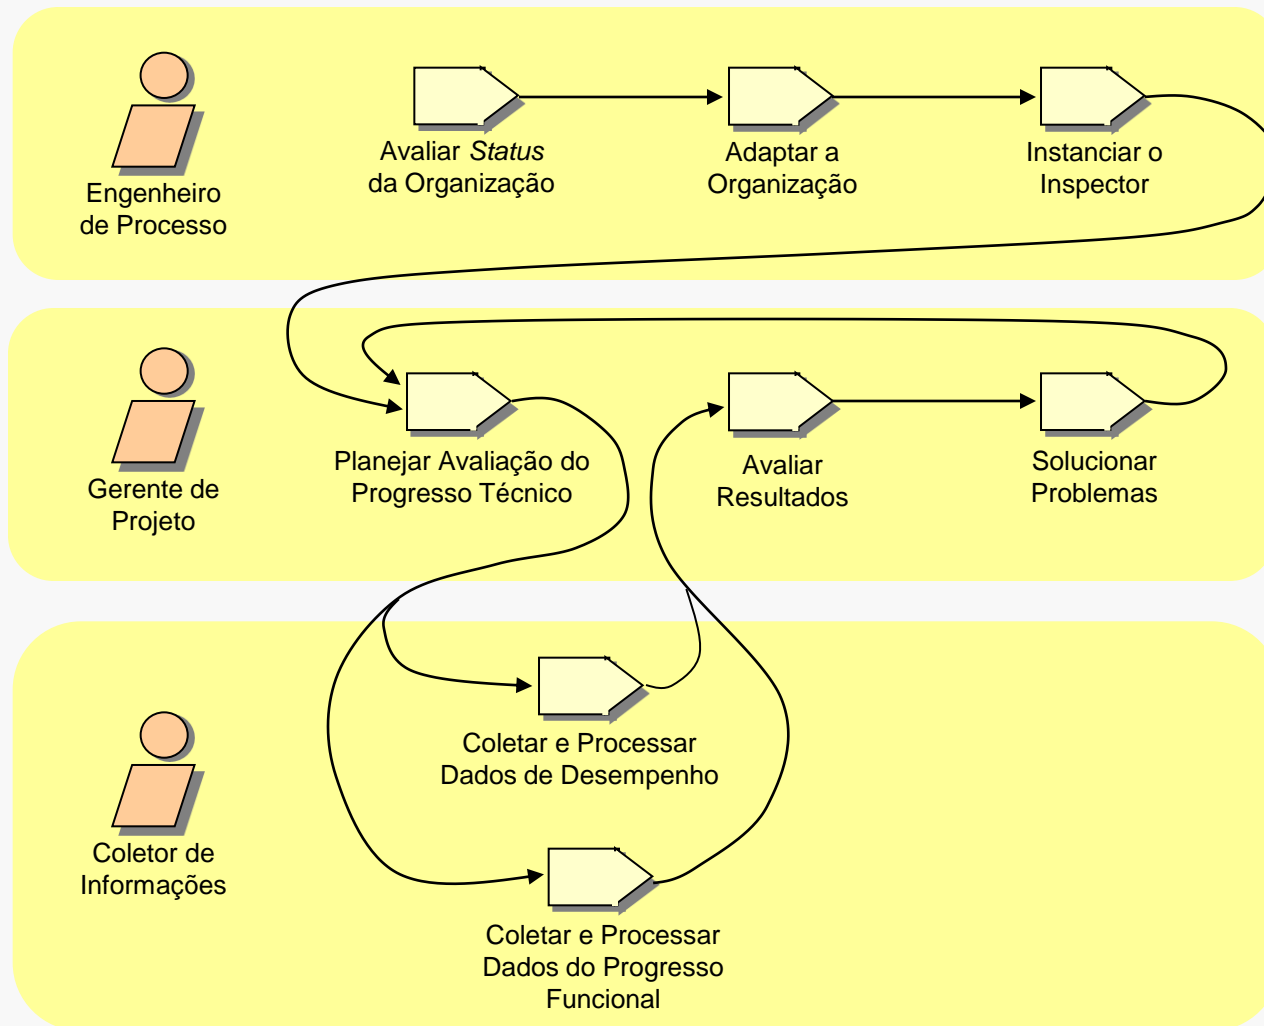 Engenheiro
de Processo
Avaliar Status
da Organização
Adaptar a
Organização
Instanciar o
Inspector
Gerente de
Projeto
Planejar Avaliação do
Progresso Técnico
Avaliar
Resultados
Solucionar
Problemas
Coletor de
Informações
Coletar e Processar
Dados de Desempenho
Coletar e Processar
Dados do Progresso
Funcional